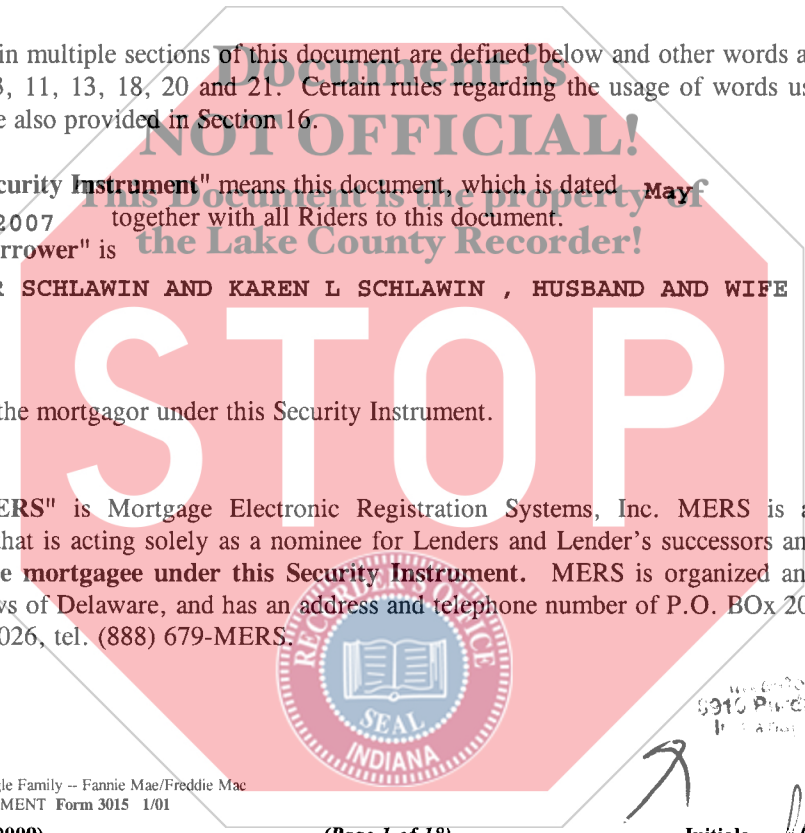 in multiple sections of this document are defined below and other words a
3, 11, 13, 18, 20 and 21. Certain rules regarding the usage of words us
e also provided in Section 16.
curity Instrument" means this document, which is dated May
2007 together with all Riders to this document.
rrower" is
R SCHLAWIN AND KAREN L SCHLAWIN , HUSBAND AND WIFE
the mortgagor under this Security Instrument.
ERS" is Mortgage Electronic Registration Systems, Inc. MERS is a
that is acting solely as a nominee for Lenders and Lender's successors an
e mortgagee under this Security Instrument. MERS is organized an
ws of Delaware, and has an address and telephone number of P.O. BOx 20
026, tel. (888) 679-MERS.
gle Family -- Fannie Mae/Freddie Mac
MENT Form 3015 1/01
(Page 1 of 18)
Initials
Document is
NOT OFFICIAL!
This Document is the property of
the Lake County Recorder!
STOP
RECORDER'S OFFICE
SEAL
INDIANA